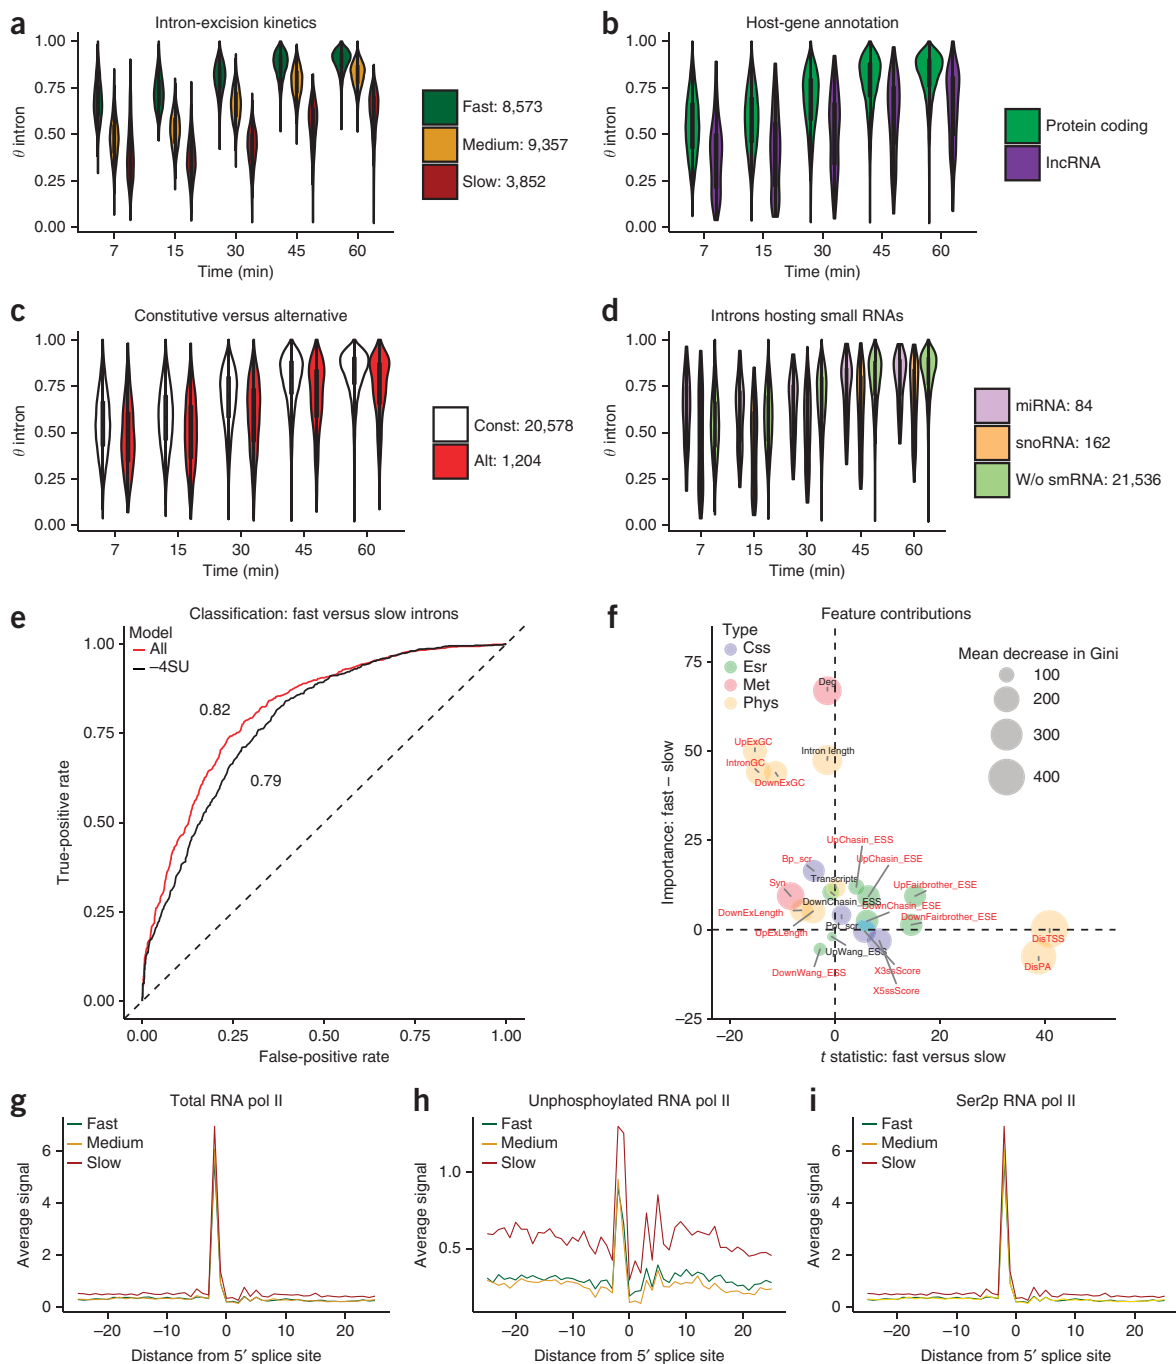 a
Intron-excision kinetics
1.00
0.75
0.50
0.25
0.00
θ intron
7
15
30
45
60
Time (min)
Fast: 8,573
Medium: 9,357
Slow: 3,852
b
Host-gene annotation
1.00
0.75
0.50
0.25
0.00
θ intron
7
15
30
45
60
Time (min)
Protein coding
lncRNA
c
Constitutive versus alternative
1.00
0.75
0.50
0.25
0.00
θ intron
7
15
30
45
60
Time (min)
Const: 20,578
Alt: 1,204
d
Introns hosting small RNAs
1.00
0.75
0.50
0.25
0.00
θ intron
7
15
30
45
60
Time (min)
miRNA: 84
snoRNA: 162
W/o smRNA: 21,536
e
Classification: fast versus slow introns
Model
All
–4SU
0.82
0.79
1.00
0.75
0.50
0.25
0.00
True-positive rate
0.00
0.25
0.50
0.75
1.00
False-positive rate
f
Feature contributions
Type
Css
Esr
Met
Phys
Mean decrease in Gini
100
200
300
400
75
50
25
0
–25
Importance: fast – slow
Deg
UpExGC
Intron length
IntronGC
DownExGC
UpChasin_ESS
Bp_scr
UpChasin_ESE
Transcripts
Syn
UpFairbrother_ESE
DownChasin_ESS
DownExLength
DownChasin_ESE
DownFairbrother_ESE
Ppt_scr
UpExLength
DisTSS
UpWang_ESS
DownWang_ESS
X3ssScore
DisPA
X5ssScore
–20
0
20
40
t statistic: fast versus slow
g
Total RNA pol II
Fast
Medium
Slow
6
4
2
0
Average signal
–20
–10
0
10
20
Distance from 5′ splice site
h
Unphosphoylated RNA pol II
Fast
Medium
Slow
1.0
0.5
Average signal
–20
–10
0
10
20
Distance from 5′ splice site
i
Ser2p RNA pol II
Fast
Medium
Slow
6
4
2
0
Average signal
–20
–10
0
10
20
Distance from 5′ splice site